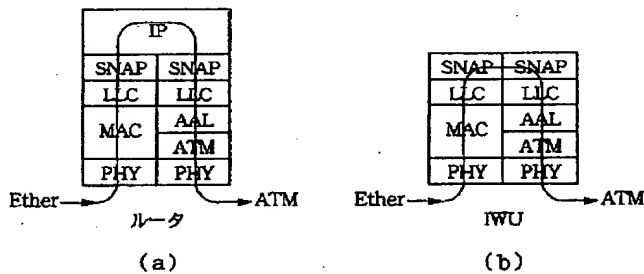 IP
SNAP SNAP
LLC LLC
MAC AAL
ATM
PHY PHY
Ether ATM
ルータ
(a)
SNAP SNAP
LLC LLC
MAC AAL
ATM
PHY PHY
Ether ATM
IWU
(b)